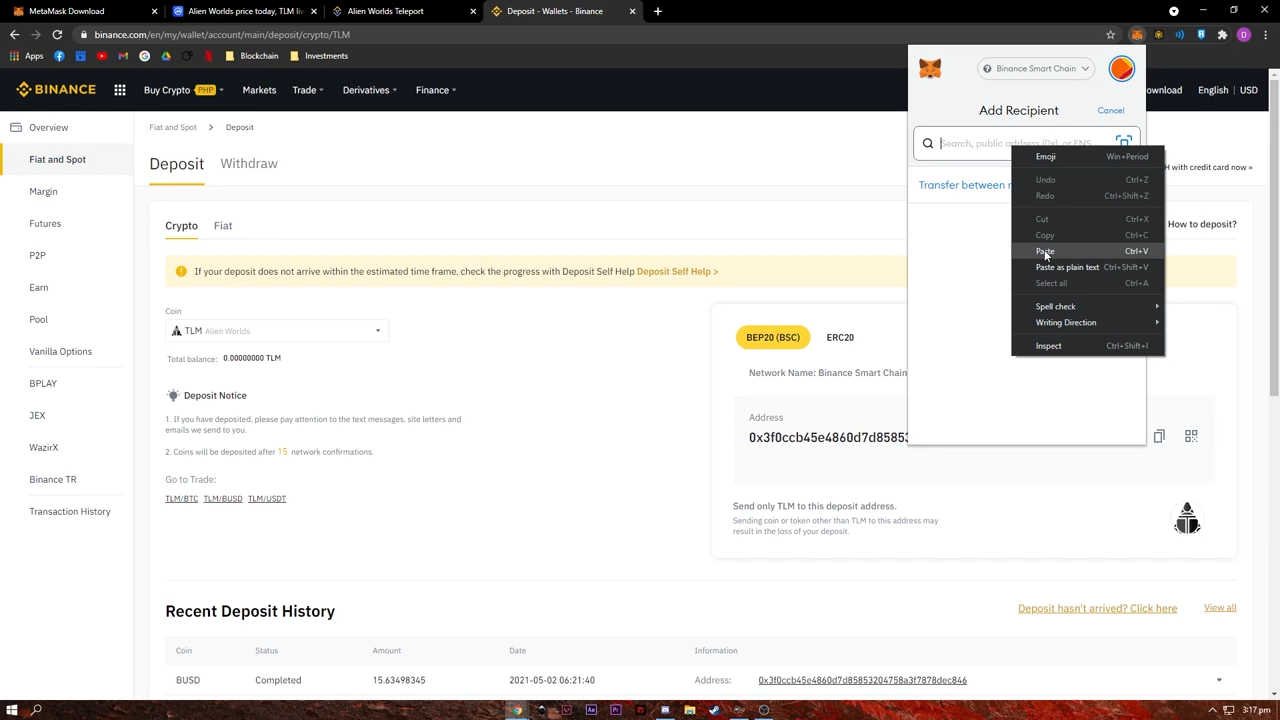 MetaMask Download
Alien Worlds price, TLM liv
Alien Worlds Teleport
Deposit - Wallets - Binance
binance.com/en/my/wallet/account/main/deposit/crypto/TLM
Apps
Blockchain
Investments
BINANCE
Buy Crypto PHP
Markets
Trade
Derivatives
Finance
ownload
English
USD
Overview
Fiat and Spot
Margin
Futures
P2P
Earn
Pool
Vanilla Options
BPLAY
JEX
WazirX
Binance TR
Transaction History
Fiat and Spot
Deposit
Deposit
Withdraw
H with credit card now »
Crypto
Fiat
How to deposit?
If your deposit does not arrive within the estimated time frame, check the progress with Deposit Self Help Deposit Self Help >
Coin
TLM Alien Worlds
Total balance: 0.00000000 TLM
Deposit Notice
1. If you have deposited, please pay attention to the text messages, site letters and
emails we send to you.
2. Coins will be deposited after 15 network confirmations.
Go to Trade:
TLM/BTC TLM/BUSD TLM/USDT
BEP20 (BSC)
ERC20
Network Name: Binance Smart Chain
Address
0x3f0ccb45e4860d7d85853
Send only TLM to this deposit address.
Sending coin or token other than TLM to this address may
result in the loss of your deposit.
Recent Deposit History
Deposit hasn't arrived? Click here
View all
Coin
Status
Amount
Date
Information
BUSD
Completed
15.63498345
2021-05-02 06:21:40
Address:
0x3f0ccb45e4860d7d85853204758a3f7878dec846
Binance Smart Chain
Add Recipient
Cancel
Search, public address (0x), or ENS
Transfer between
Emoji Win+Period
Undo Ctrl+Z
Redo Ctrl+Shift+Z
Cut Ctrl+X
Copy Ctrl+C
Paste Ctrl+V
Paste as plain text Ctrl+Shift+V
Select all Ctrl+A
Spell check
Writing Direction
Inspect Ctrl+Shift+I
3:17 pm